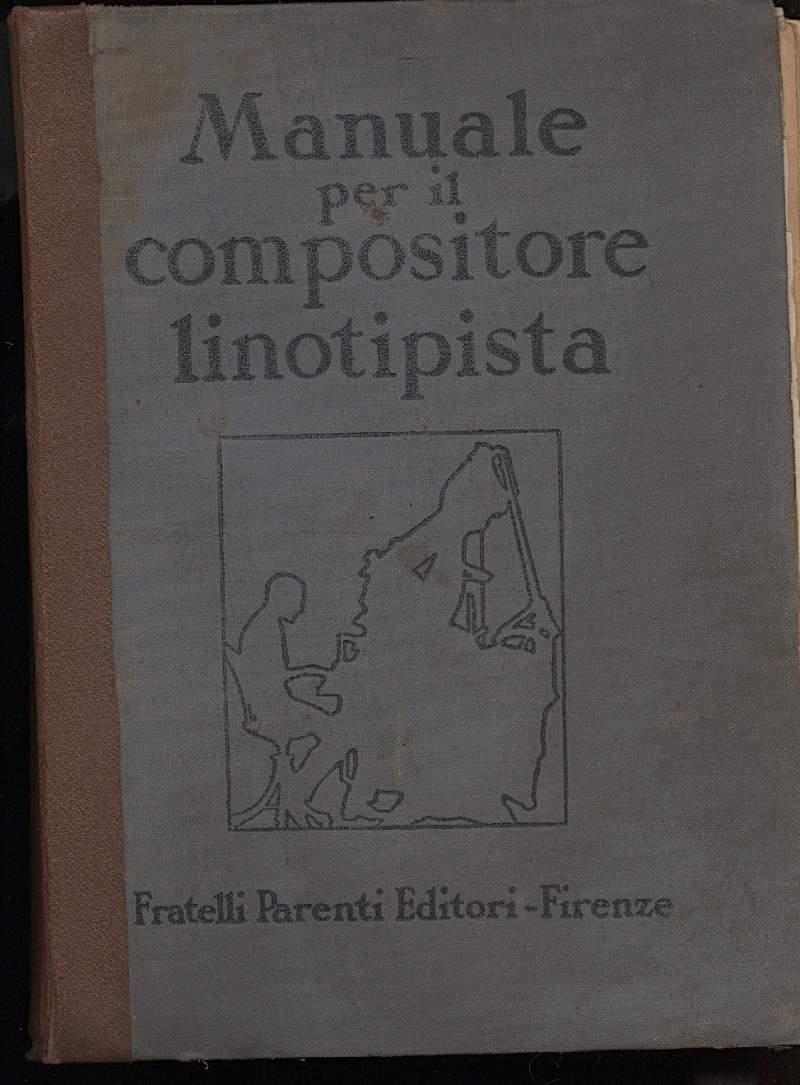 Manuale
per il
compositore
linotipista
Fratelli Parenti Editori - Firenze